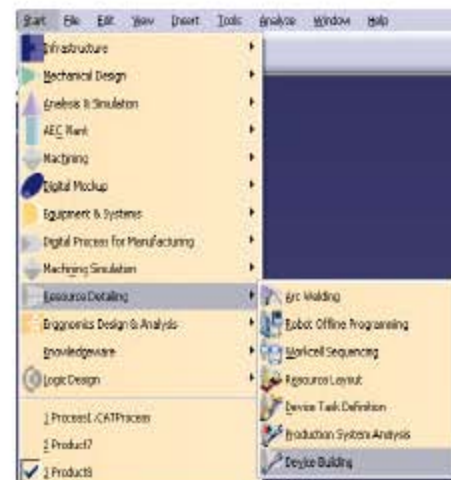 Start File Edit View Insert Tools Analyze Window Help
Infrastructure
Mechanical Design
Analysis & Simulation
AEC Plant
Machining
Digital Mockup
Equipment & Systems
Digital Process for Manufacturing
Machining Simulation
Resource Detailing
Ergonomics Design & Analysis
Knowledgeware
Logic Design
1 Process1.CATProcess
2 Product7
3 Product8
Arc Welding
Robot Offline Programming
Workcell Sequencing
Resource Layout
Device Task Definition
Production System Analysis
Device Building